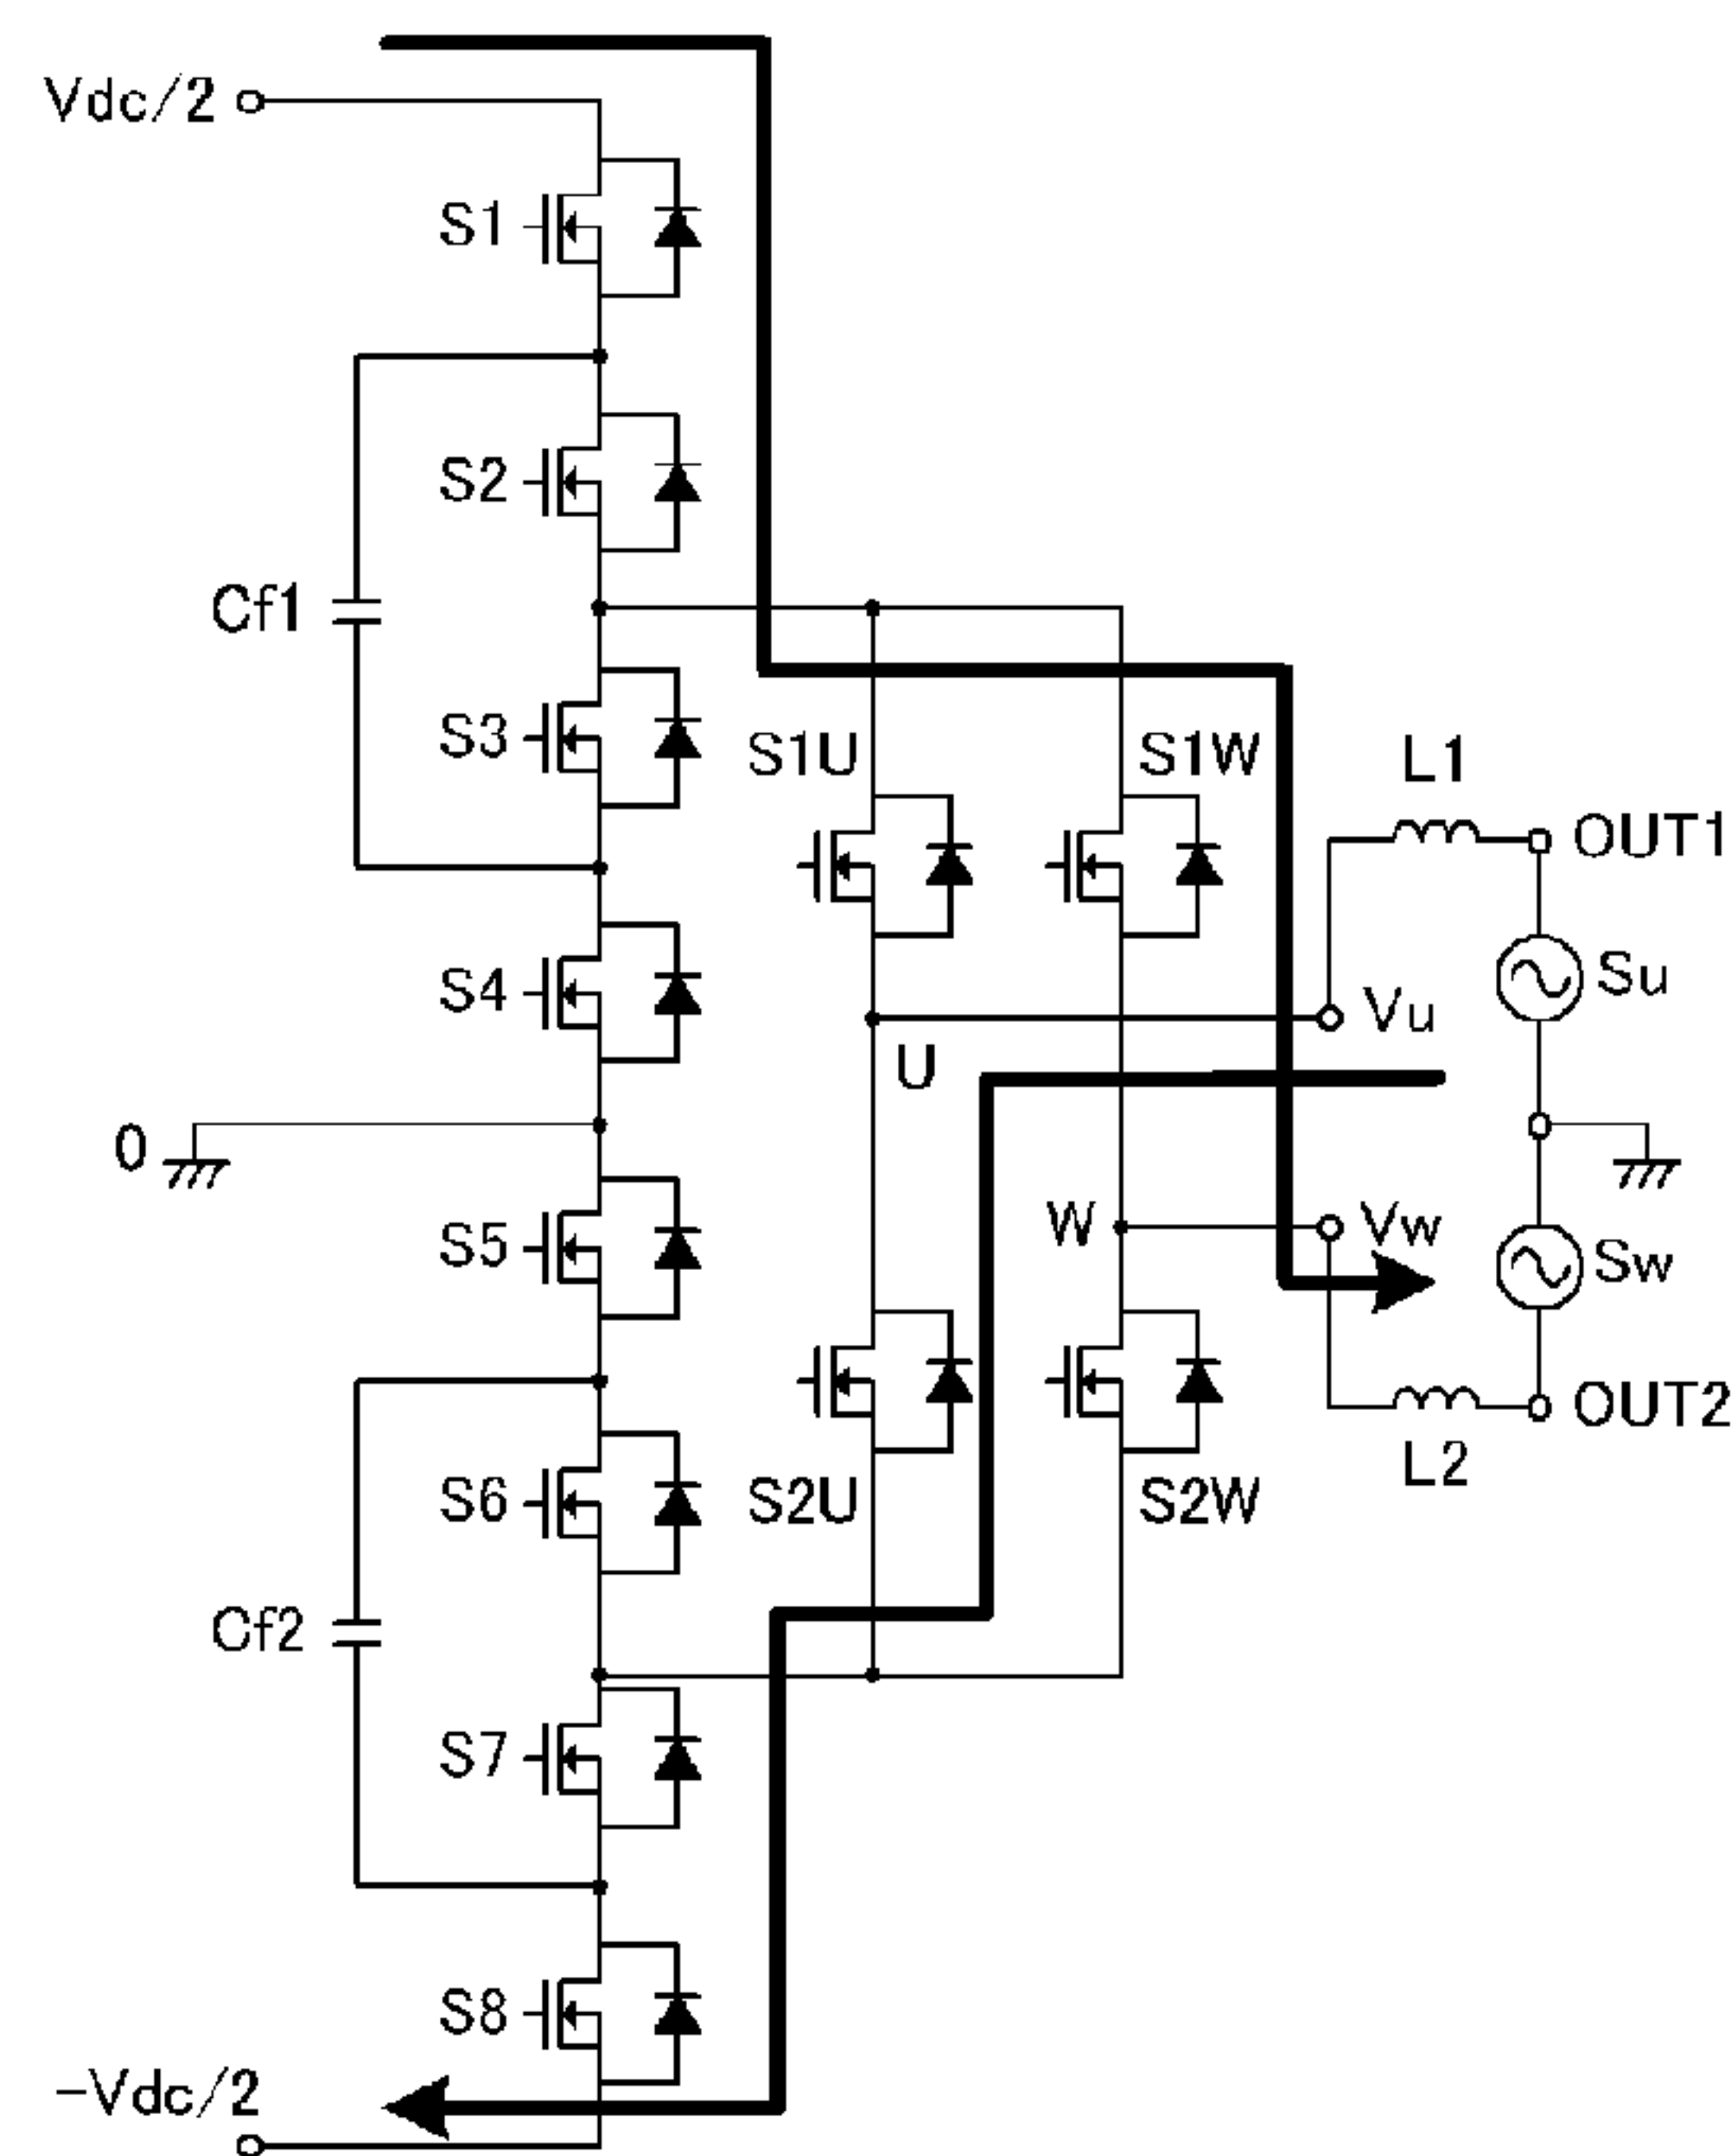 Vdc/2
S1
S2
Cf1
S3
S1U
S1W
L1
OUT1
S4
Su
Vu
U
0
S5
W
Vw
Sw
OUT2
L2
S6
S2U
S2W
Cf2
S7
S8
-Vdc/2